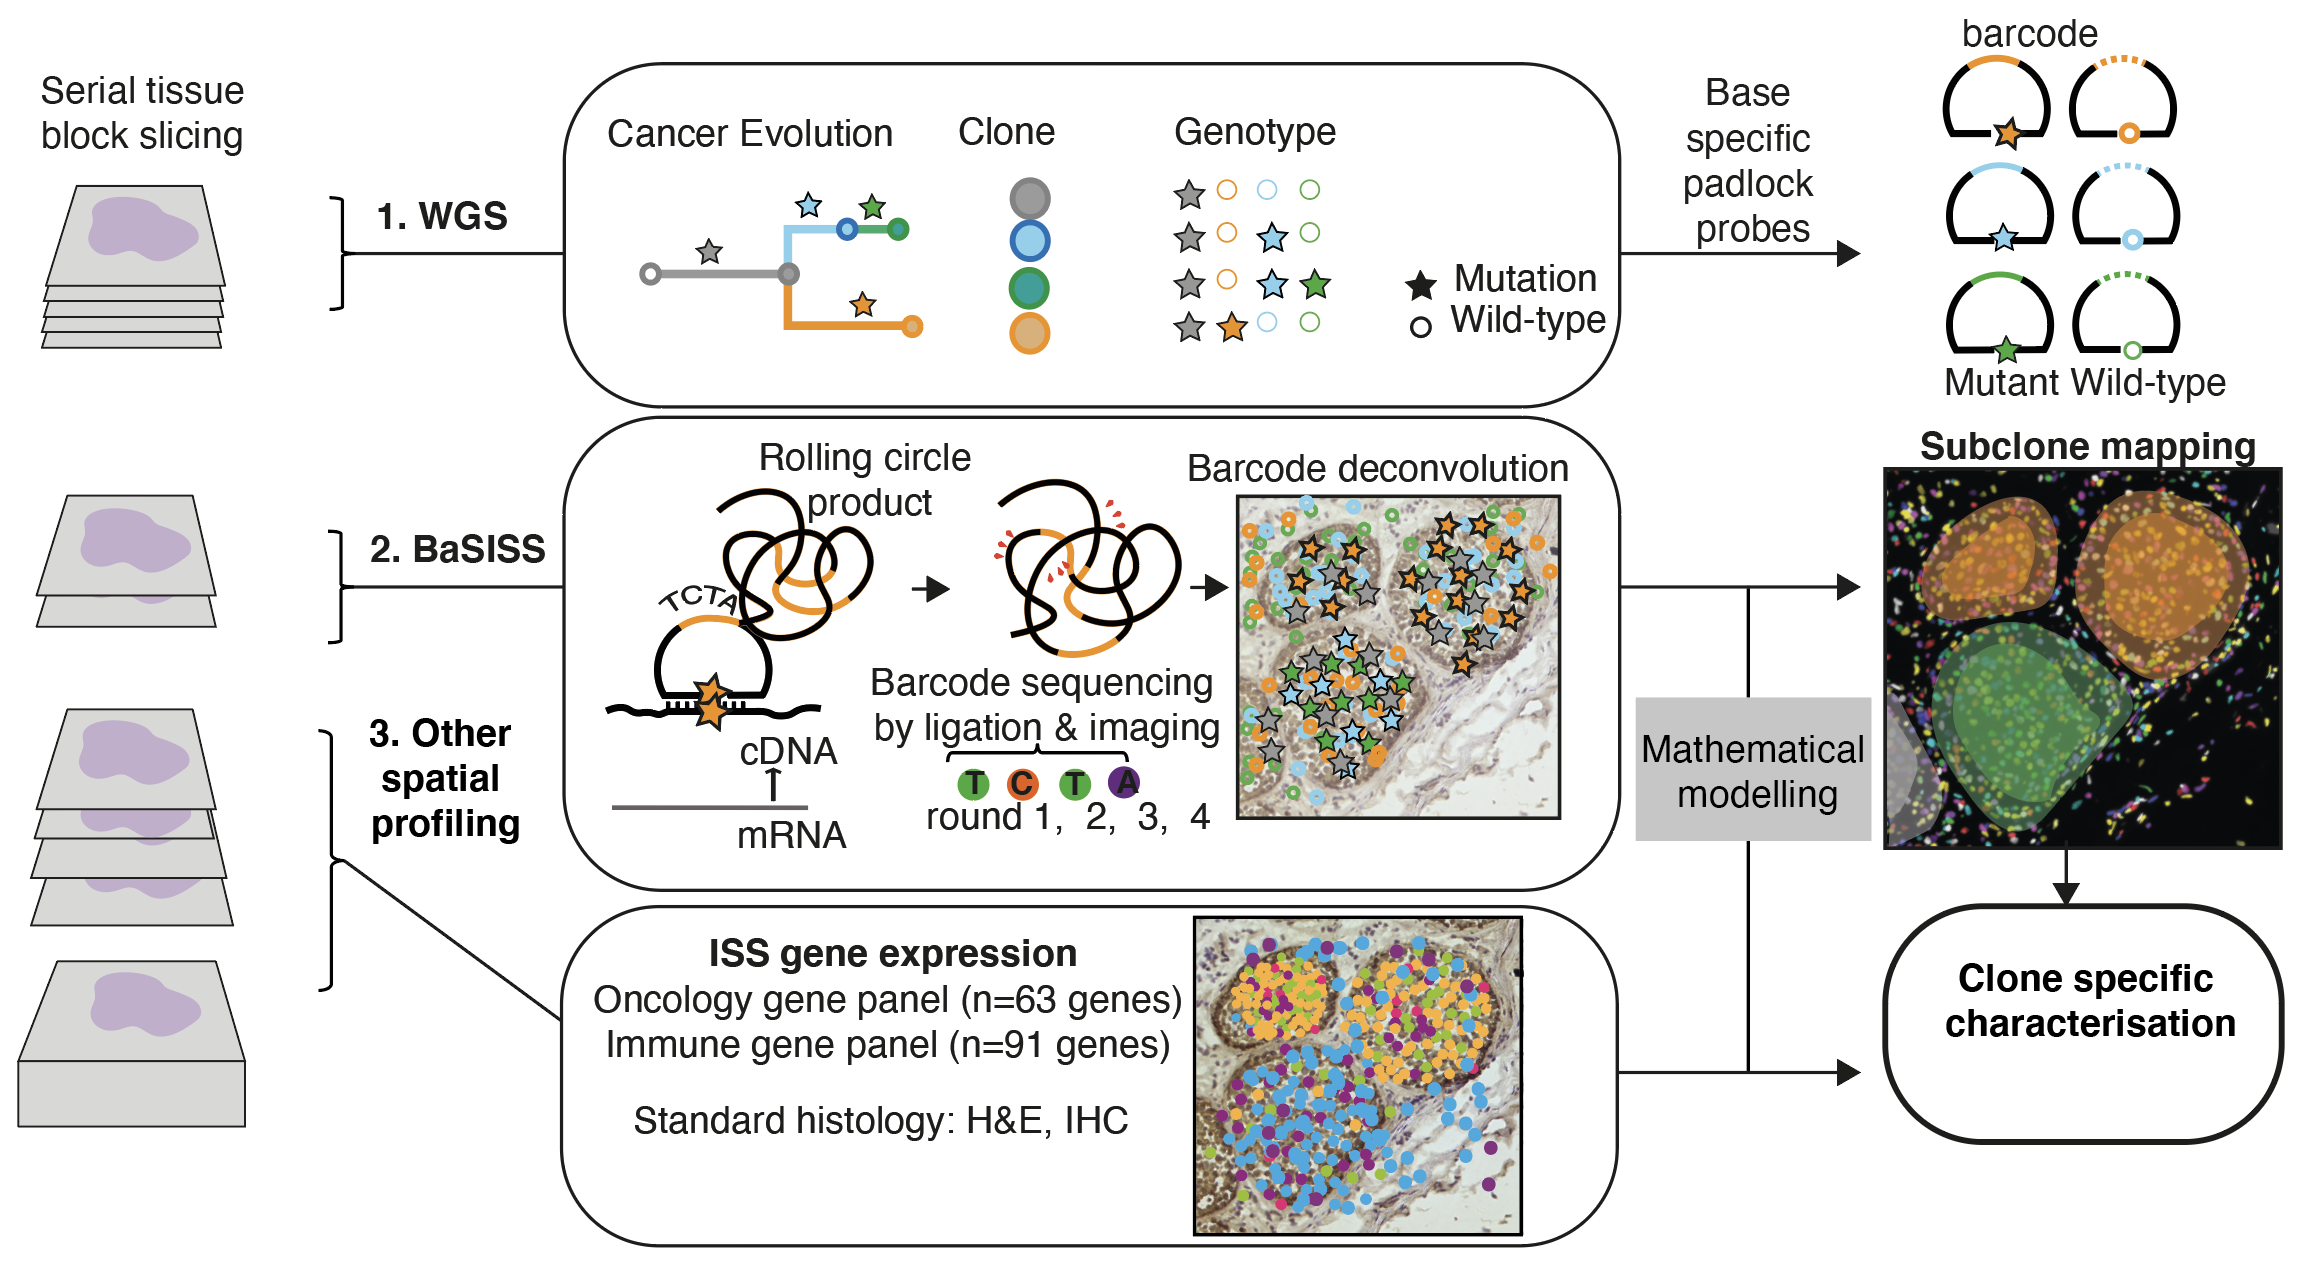 Serial tissue
block slicing
1. WGS
Cancer Evolution
Clone
Genotype
Mutation
Wild-type
Base
specific
padlock
probes
barcode
Mutant Wild-type
2. BaSISS
Rolling circle
product
TCTA
cDNA
mRNA
Barcode sequencing
by ligation & imaging
T C T A
round 1, 2, 3, 4
Barcode deconvolution
Mathematical
modelling
Subclone mapping
3. Other
spatial
profiling
ISS gene expression
Oncology gene panel (n=63 genes)
Immune gene panel (n=91 genes)
Standard histology: H&E, IHC
Clone specific
characterisation